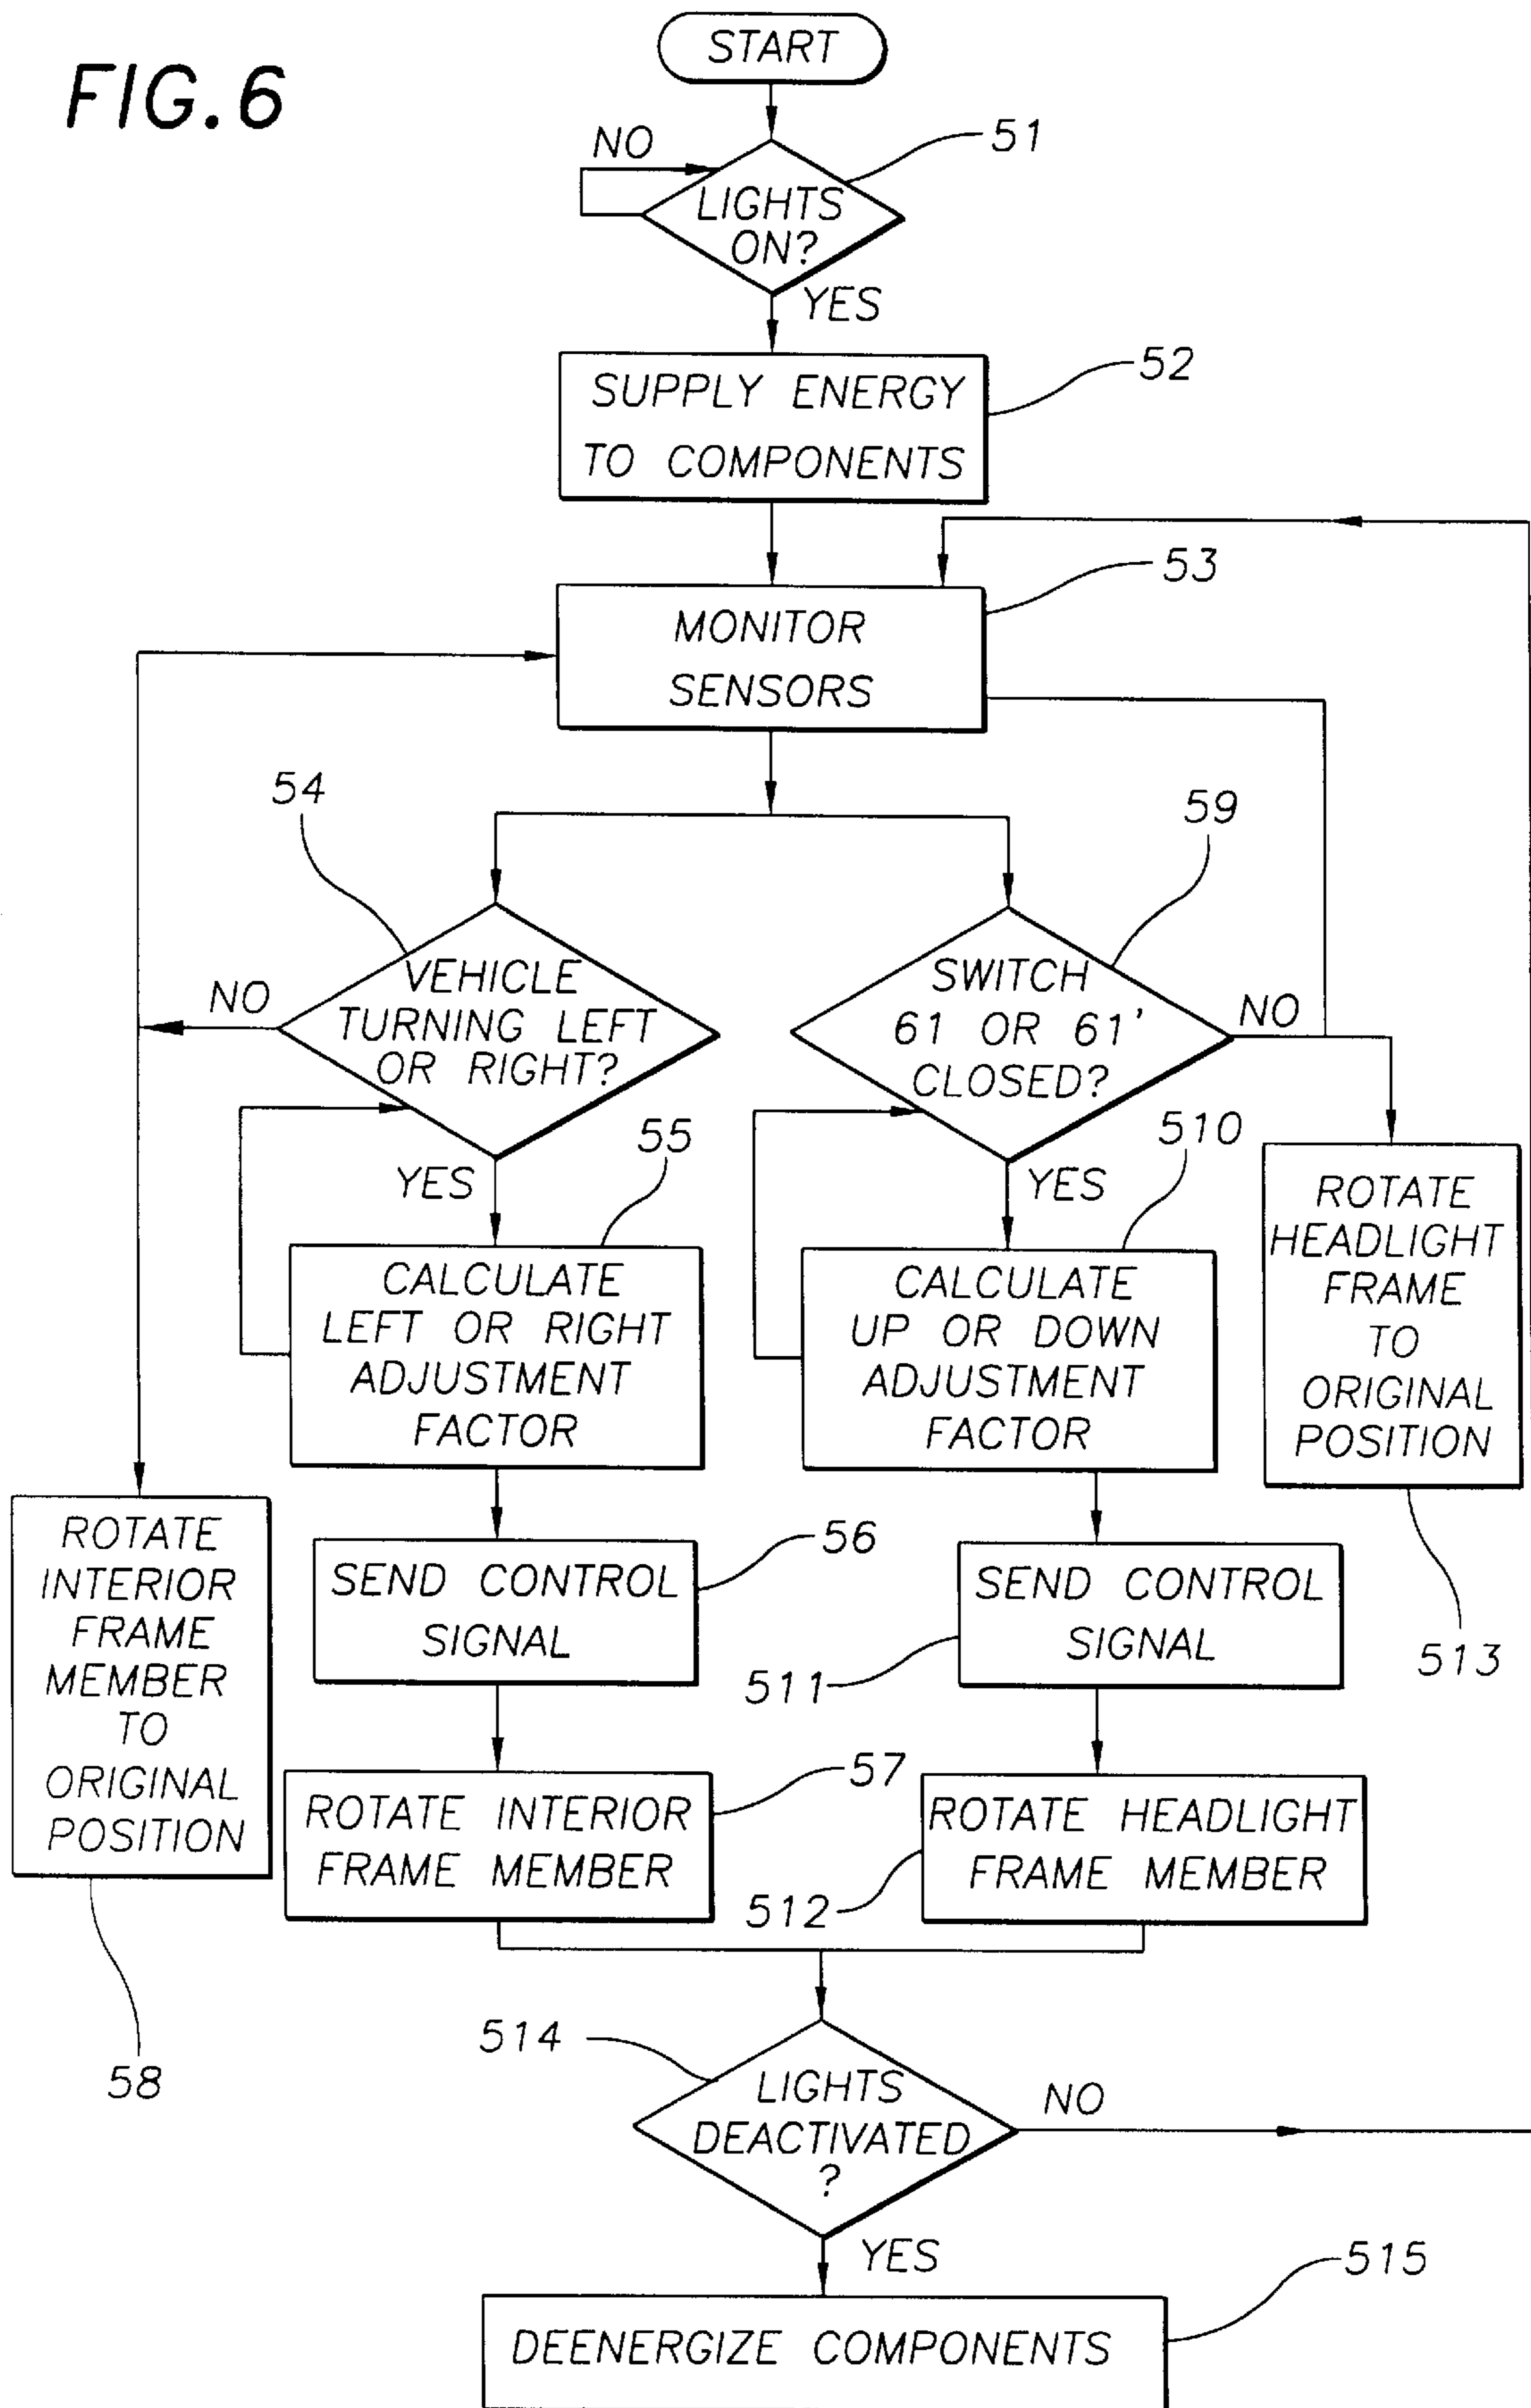 FIG.6
START
NO
51
LIGHTS
ON?
YES
52
SUPPLY ENERGY
TO COMPONENTS
53
MONITOR
SENSORS
54
59
VEHICLE
TURNING LEFT
OR RIGHT?
NO
SWITCH
61 OR 61'
CLOSED?
NO
YES
55
YES
510
CALCULATE
LEFT OR RIGHT
ADJUSTMENT
FACTOR
CALCULATE
UP OR DOWN
ADJUSTMENT
FACTOR
ROTATE
HEADLIGHT
FRAME
TO
ORIGINAL
POSITION
513
ROTATE
INTERIOR
FRAME
MEMBER
TO
ORIGINAL
POSITION
58
SEND CONTROL
SIGNAL
56
SEND CONTROL
SIGNAL
511
ROTATE INTERIOR
FRAME MEMBER
57
ROTATE HEADLIGHT
FRAME MEMBER
512
514
LIGHTS
DEACTIVATED
?
NO
YES
515
DEENERGIZE COMPONENTS